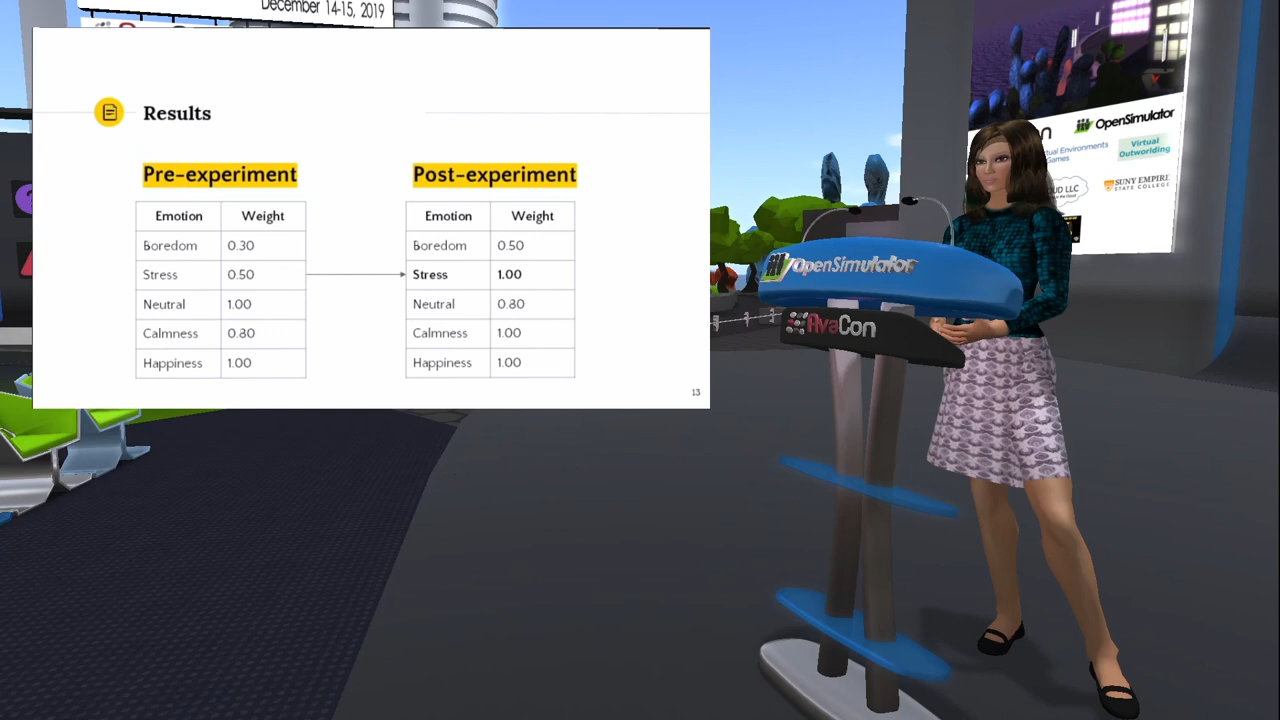 December 14-15, 2019
Results
Pre-experiment
Emotion Weight
Boredom 0.30
Stress 0.50
Neutral 1.00
Calmness 0.80
Happiness 1.00
Post-experiment
Emotion Weight
Boredom 0.50
Stress 1.00
Neutral 0.80
Calmness 1.00
Happiness 1.00
13
OpenSimulator
Virtual
Outworlding
SUNY EMPIRE
STATE COLLEGE
OpenSimulator
AvaCon